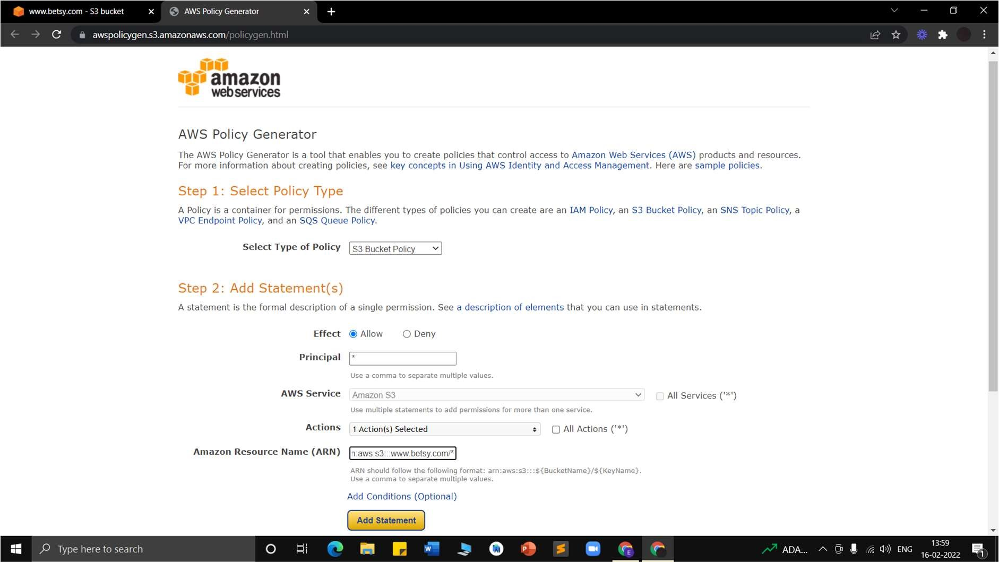 www.betsy.com - S3 bucket
AWS Policy Generator
awspolicygen.s3.amazonaws.com/policygen.html
amazon
web services
AWS Policy Generator
The AWS Policy Generator is a tool that enables you to create policies that control access to Amazon Web Services (AWS) products and resources.
For more information about creating policies, see key concepts in Using AWS Identity and Access Management. Here are sample policies.
Step 1: Select Policy Type
A Policy is a container for permissions. The different types of policies you can create are an IAM Policy, an S3 Bucket Policy, an SNS Topic Policy, a
VPC Endpoint Policy, and an SQS Queue Policy.
Select Type of Policy S3 Bucket Policy
Step 2: Add Statement(s)
A statement is the formal description of a single permission. See a description of elements that you can use in statements.
Effect Allow Deny
Principal *
Use a comma to separate multiple values.
AWS Service Amazon S3 All Services ('*')
Use multiple statements to add permissions for more than one service.
Actions 1 Action(s) Selected All Actions ('*')
Amazon Resource Name (ARN) n:aws:s3:::www.betsy.com/*
ARN should follow the following format: arn:aws:s3:::${BucketName}/${KeyName}.
Use a comma to separate multiple values.
Add Conditions (Optional)
Add Statement
Type here to search
E
ADA...
ENG
13:59
16-02-2022
1